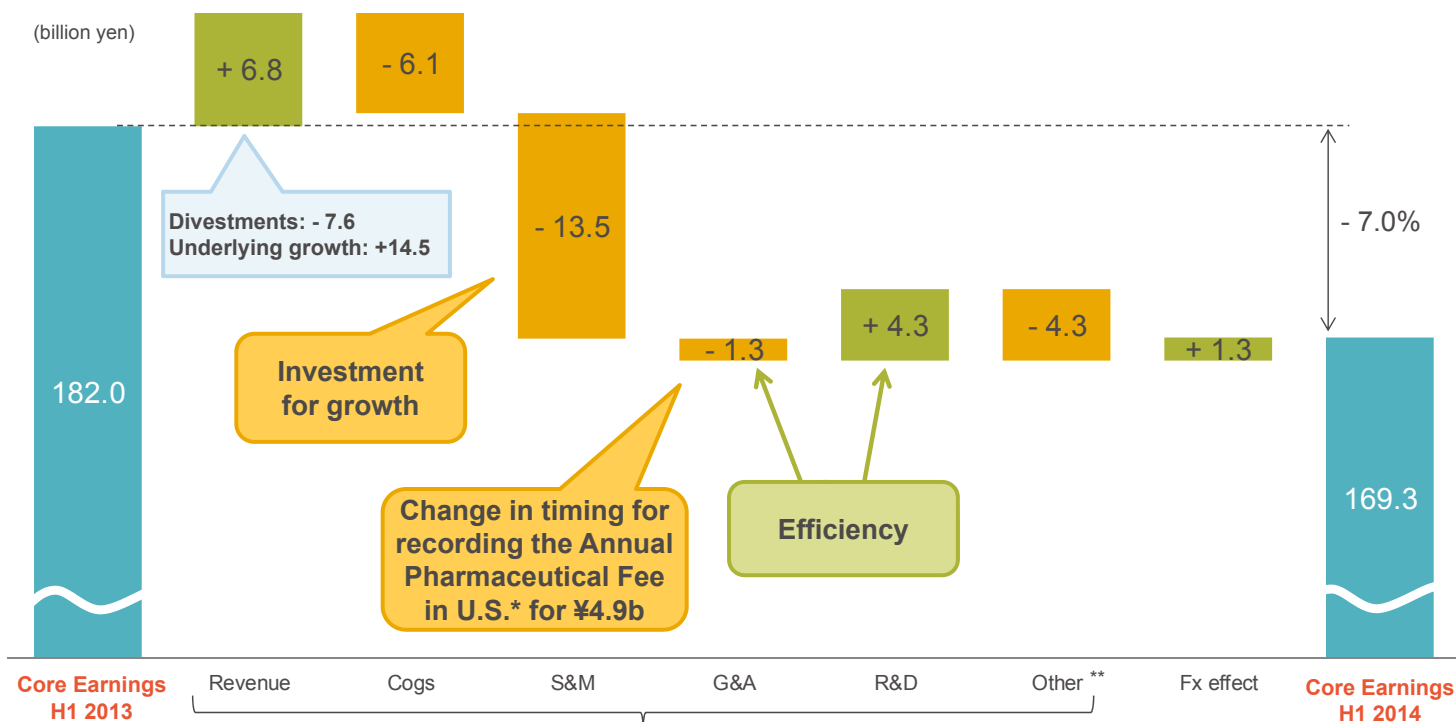 (billion yen)
+ 6.8
- 6.1
Divestments: - 7.6
Underlying growth: +14.5
- 13.5
- 7.0%
+ 4.3
- 4.3
- 1.3
+ 1.3
Investment
for growth
182.0
169.3
Change in timing for
recording the Annual
Pharmaceutical Fee
in U.S.* for ¥4.9b
Efficiency
Core Earnings
H1 2013
Revenue
Cogs
S&M
G&A
R&D
Other **
Fx effect
Core Earnings
H1 2014